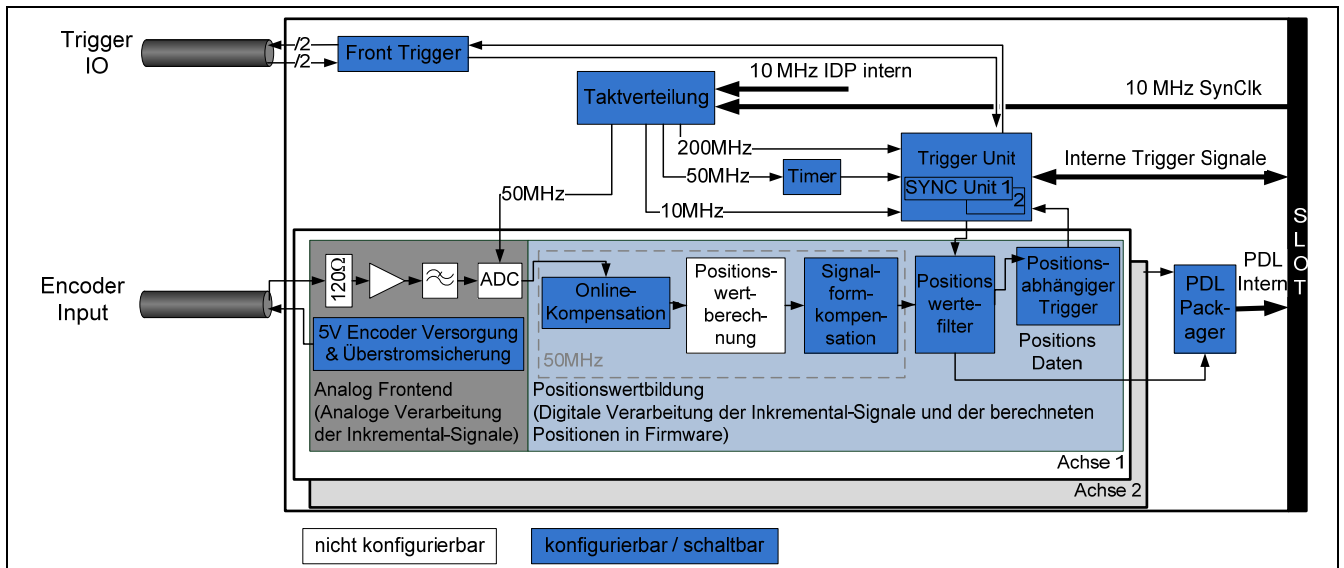 Trigger
IO
/2
/2
Front Trigger
10 MHz IDP intern
Taktverteilung
10 MHz SynClk
200MHz
50MHz
Timer
10MHz
50MHz
Trigger Unit
SYNC Unit 1
2
Interne Trigger Signale
SLOT
Encoder
Input
120Ω
ADC
5V Encoder Versorgung
& Überstromsicherung
Analog Frontend
(Analoge Verarbeitung
der Inkremental-Signale)
Online-
Kompensation
Positions-
wert-
berech-
nung
Signal-
form-
kompen-
sation
50MHz
Positions
werte-
filter
Positions-
abhängiger
Trigger
Positions
Daten
Positionswertbildung
(Digitale Verarbeitung der Inkremental-Signale und der berechneten
Positionen in Firmware)
PDL
Pack-
ager
PDL
Intern
Achse 1
Achse 2
nicht konfigurierbar
konfigurierbar / schaltbar